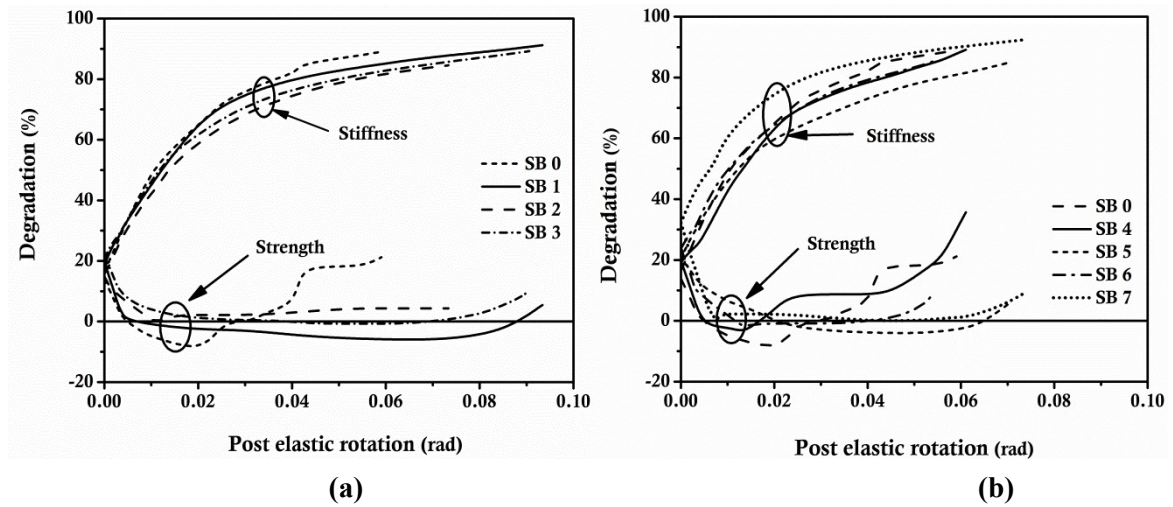 100
80
60
40
20
0
-20
Degradation (%)
Stiffness
Strength
SB 0
SB 1
SB 2
SB 3
0.00 0.02 0.04 0.06 0.08 0.10
Post elastic rotation (rad)
(a)
100
80
60
40
20
0
-20
Degradation (%)
Stiffness
Strength
SB 0
SB 4
SB 5
SB 6
SB 7
0.00 0.02 0.04 0.06 0.08 0.10
Post elastic rotation (rad)
(b)